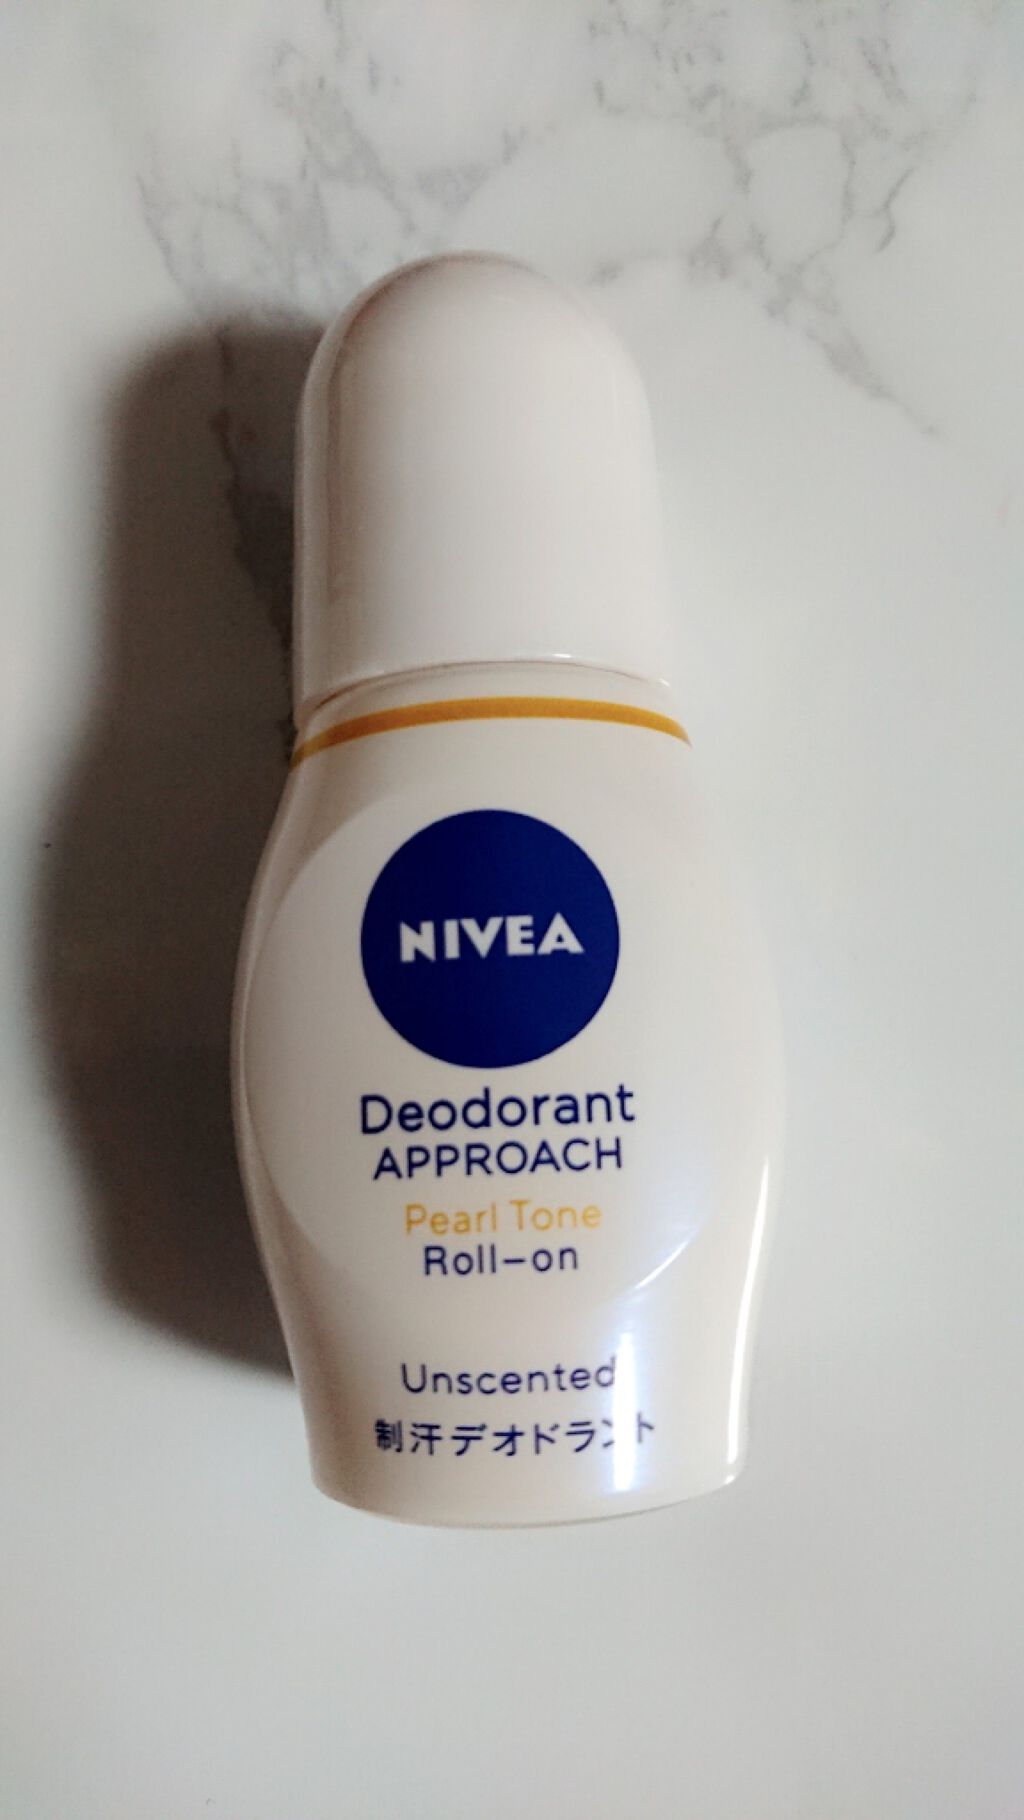 NIVEA
Deodorant
APPROACH
Pearl Tone
Roll-on
Unscented
制汗デオドラント